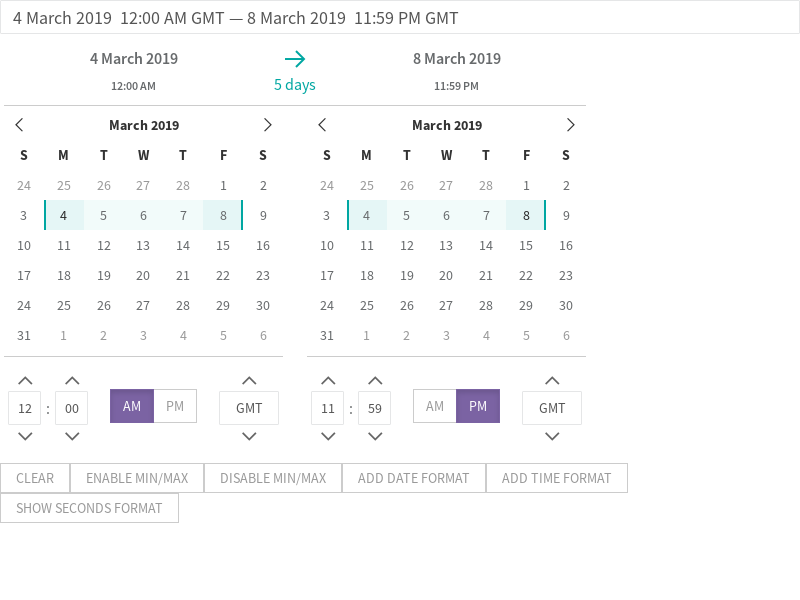 4 March 2019  12:00 AM GMT — 8 March 2019  11:59 PM GMT
4 March 2019 8 March 2019
12:00 AM 5 days 11:59 PM
March 2019 March 2019
S M T W T F S S M T W T F S
24 25 26 27 28 1 2 24 25 26 27 28 1 2
3 4 5 6 7 8 9 3 4 5 6 7 8 9
10 11 12 13 14 15 16 10 11 12 13 14 15 16
17 18 19 20 21 22 23 17 18 19 20 21 22 23
24 25 26 27 28 29 30 24 25 26 27 28 29 30
31 1 2 3 4 5 6 31 1 2 3 4 5 6
12 : 00 AM PM GMT 11 : 59 AM PM GMT
CLEAR ENABLE MIN/MAX DISABLE MIN/MAX ADD DATE FORMAT ADD TIME FORMAT
SHOW SECONDS FORMAT